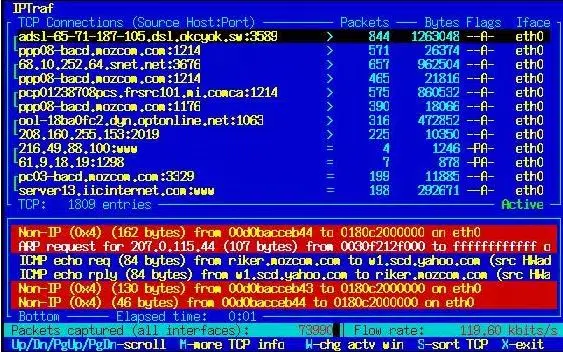 IPTraf
TCP Connections (Source Host:Port) Packets Bytes Flags Iface
adsl-65-71-187-105.dsl.okcyok.sw:3589 > 844 1263048 --A- eth0
ppp08-bacd.mozcom.com:1214 > 571 26374 --A- eth0
68.10.252.64.snet.net:3676 > 657 962504 --A- eth0
ppp08-bacd.mozcom.com:1214 > 465 21816 --A- eth0
pcp01238708pcs.frsrc101.mi.comca:1214 > 575 860532 --A- eth0
ppp08-bacd.mozcom.com:1176 > 390 18066 --A- eth0
ool-18ba0fc2.dyn.optonline.net:1063 > 316 472852 --A- eth0
208.160.255.153:2019 > 225 10350 --A- eth0
216.49.88.100:www = 4 1246 -PA- eth0
61.9.18.19:1298 = 7 878 -PA- eth0
pc03-bacd.mozcom.com:3329 = 199 11885 --A- eth0
server13.iicinternet.com:www = 198 292671 --A- eth0
TCP: 1809 entries Active
Non-IP (0x4) (162 bytes) from 00d0bacceb44 to 0180c2000000 on eth0
ARP request for 207.0.115.44 (107 bytes) from 0030f212f000 to ffffffffffff o
ICMP echo req (84 bytes) from riker.mozcom.com to w1.scd.yahoo.com (src HWad
ICMP echo rply (84 bytes) from w1.scd.yahoo.com to riker.mozcom.com (src HWad
Non-IP (0x4) (130 bytes) from 00d0bacceb43 to 0180c2000000 on eth0
Non-IP (0x4) (46 bytes) from 00d0bacceb44 to 0180c2000000 on eth0
Bottom Elapsed time: 0:01
Packets captured (all interfaces): 73990 Flow rate: 119.60 kbits/s
Up/Dn/PgUp/PgDn-scroll M-more TCP info W-chg actv win S-sort TCP X-exit